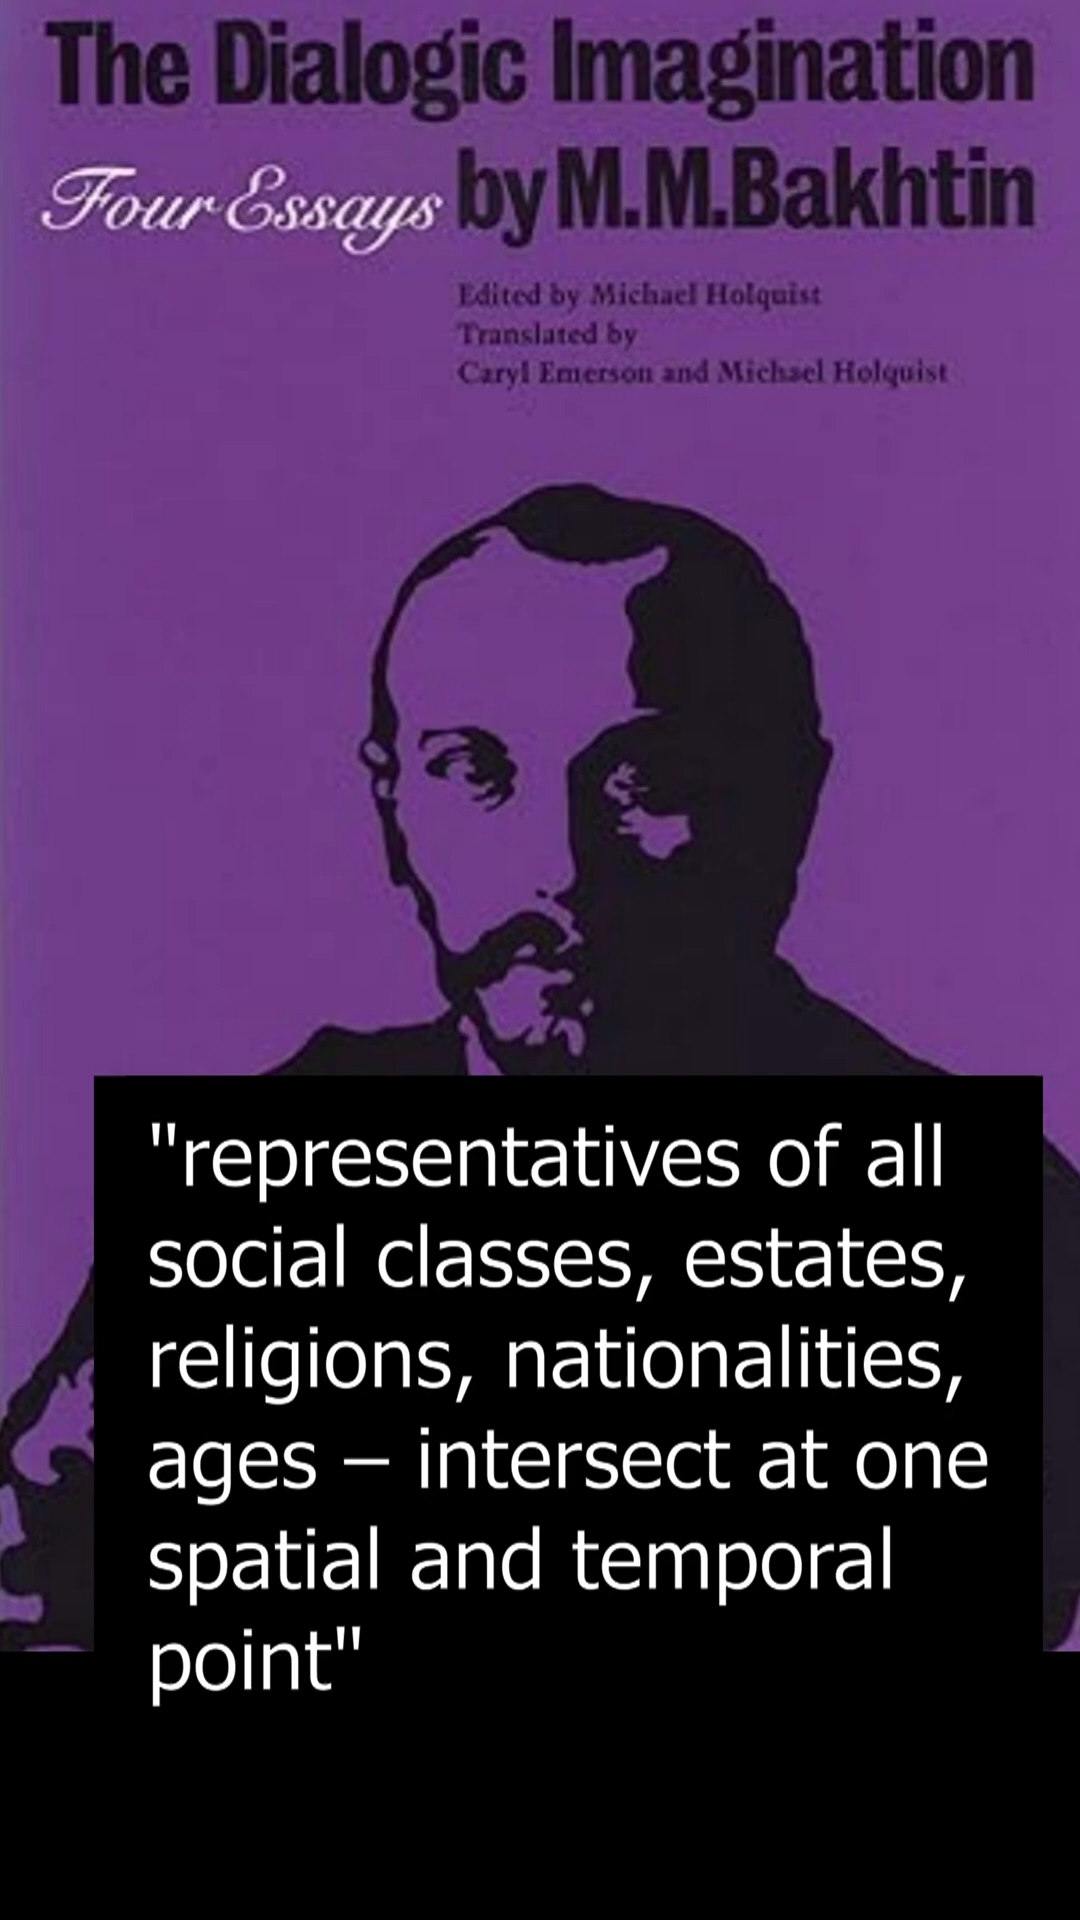 The Dialogic Imagination
Four Essays by M.M.Bakhtin
Edited by Michael Holquist
Translated by
Caryl Emerson and Michael Holquist
"representatives of all
social classes, estates,
religions, nationalities,
ages – intersect at one
spatial and temporal
point"